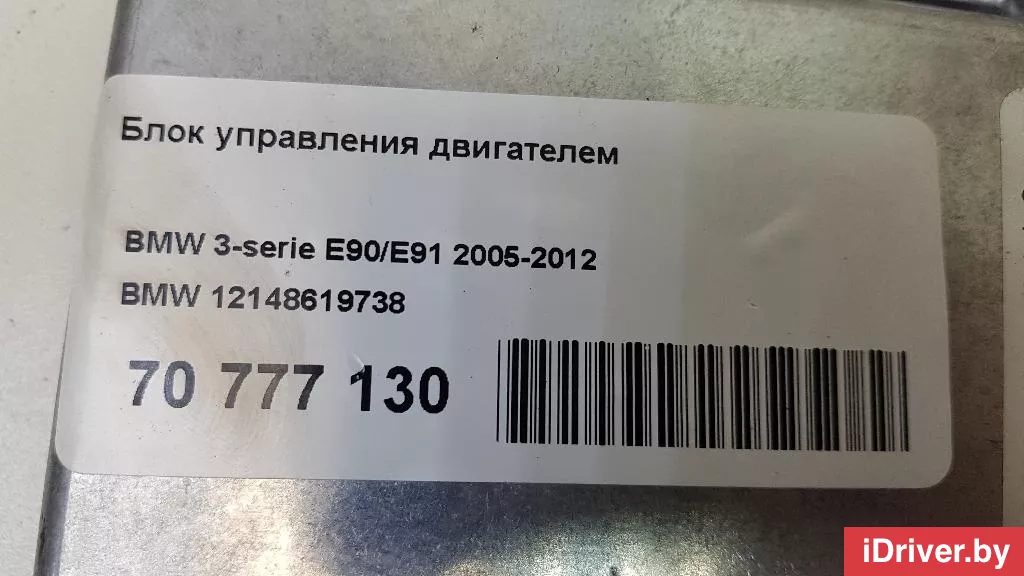 Блок управления двигателем
BMW 3-serie E90/E91 2005-2012
BMW 12148619738
70 777 130
iDriver.by